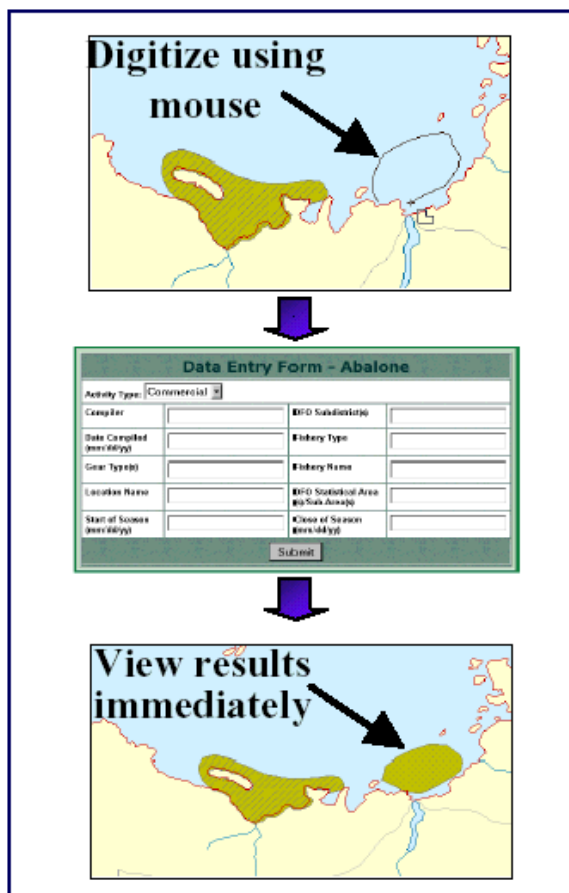 Digitize using
mouse
Data Entry Form - Abalone
Activity Type: Commercial
Compiler DFO Subdistrict(s)
Date Compiled Fishery Type
(mm/dd/yy)
Gear Type(s) Fishery Name
Location Name DFO Statistical Area
(s)/Sub Area(s)
Start of Season Close of Season
(mm/dd/yy) (mm/dd/yy)
Submit
View results
immediately